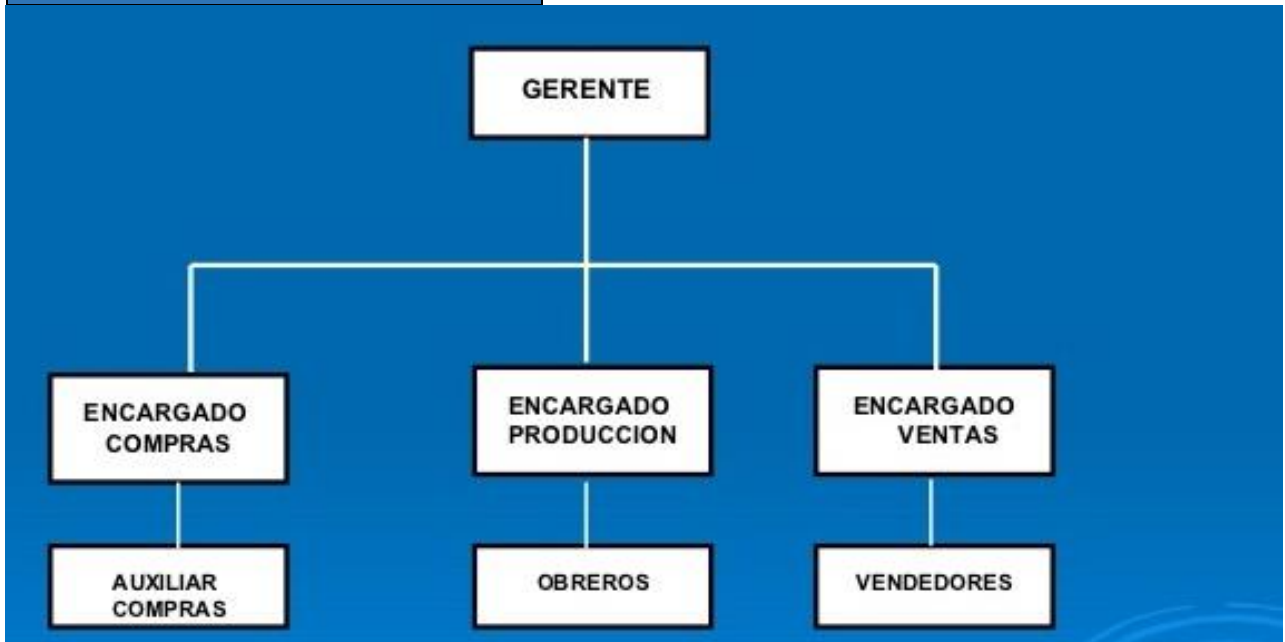 GERENTE
ENCARGADO
COMPRAS
ENCARGADO
PRODUCCION
ENCARGADO
VENTAS
AUXILIAR
COMPRAS
OBREROS
VENDEDORES